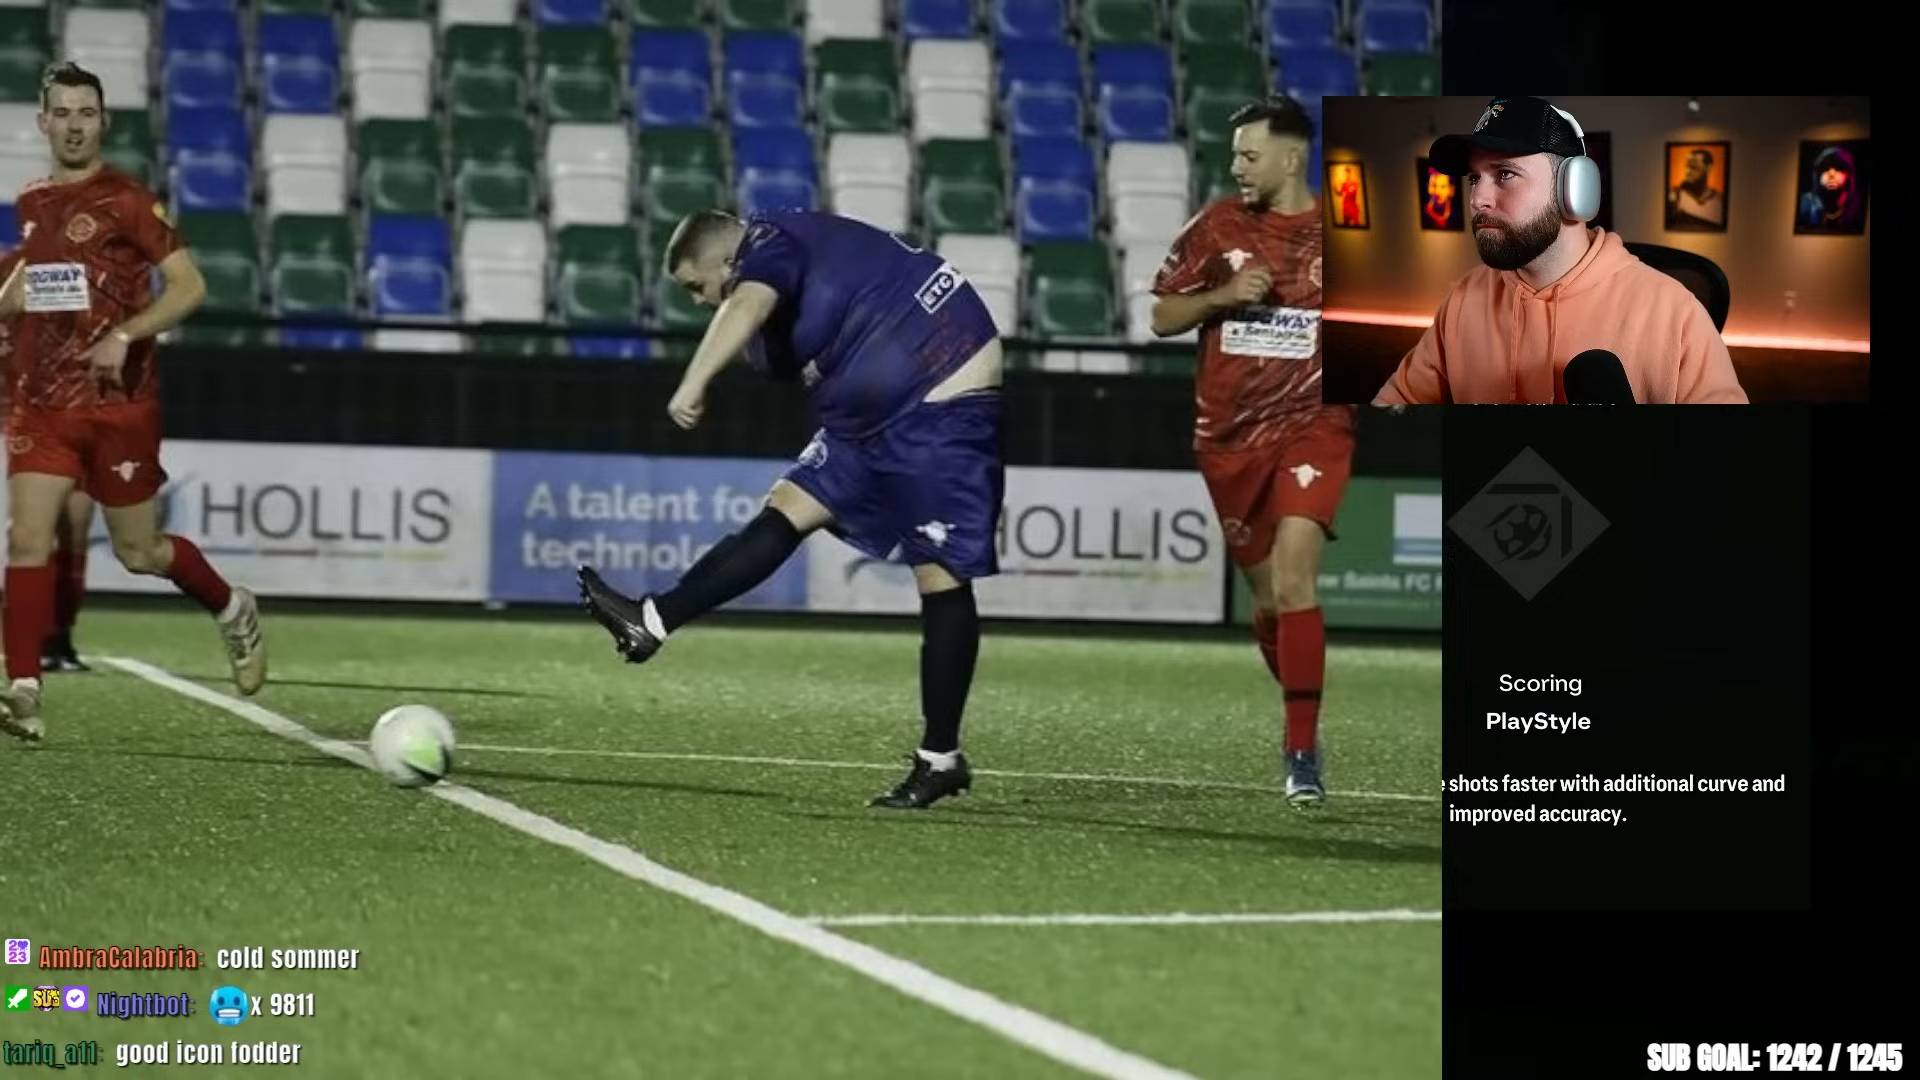 DGWAY
ETC
HOLLIS
A talent fo
technol
HOLLIS
Scoring
PlayStyle
shots faster with additional curve and
improved accuracy.
AmbraCalabria: cold sommer
Nightbot: x 9811
tariq_a11: good icon fodder
SUB GOAL: 1242 / 1245